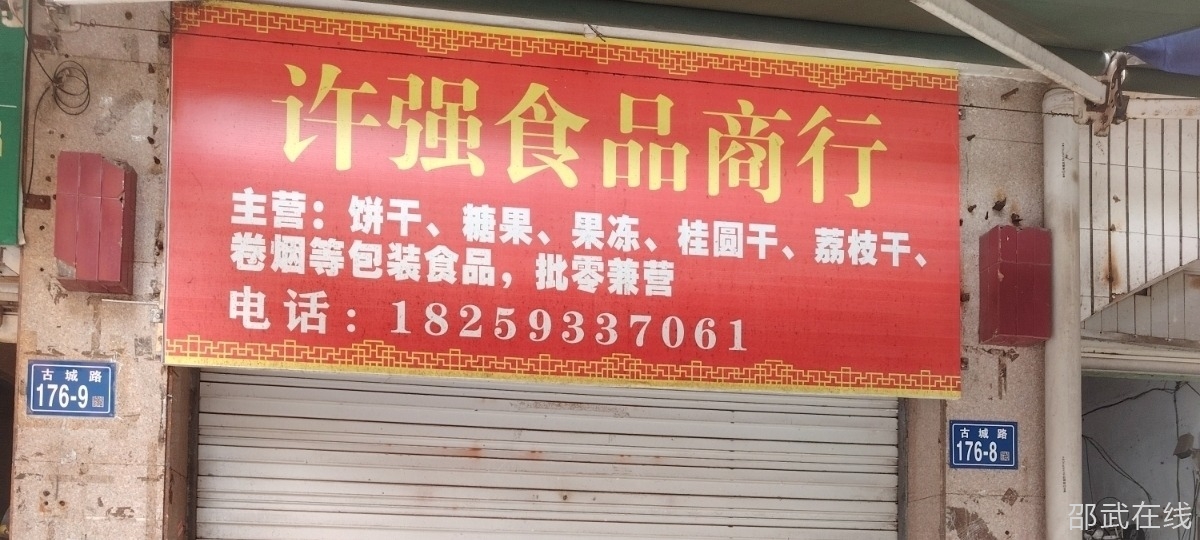 许强食品商行
主营：饼干、糖果、果冻、桂圆干、荔枝干、
卷烟等包装食品，批零兼营
电话：18259337061
古城路
176-9
古城路
176-8
邵武在线